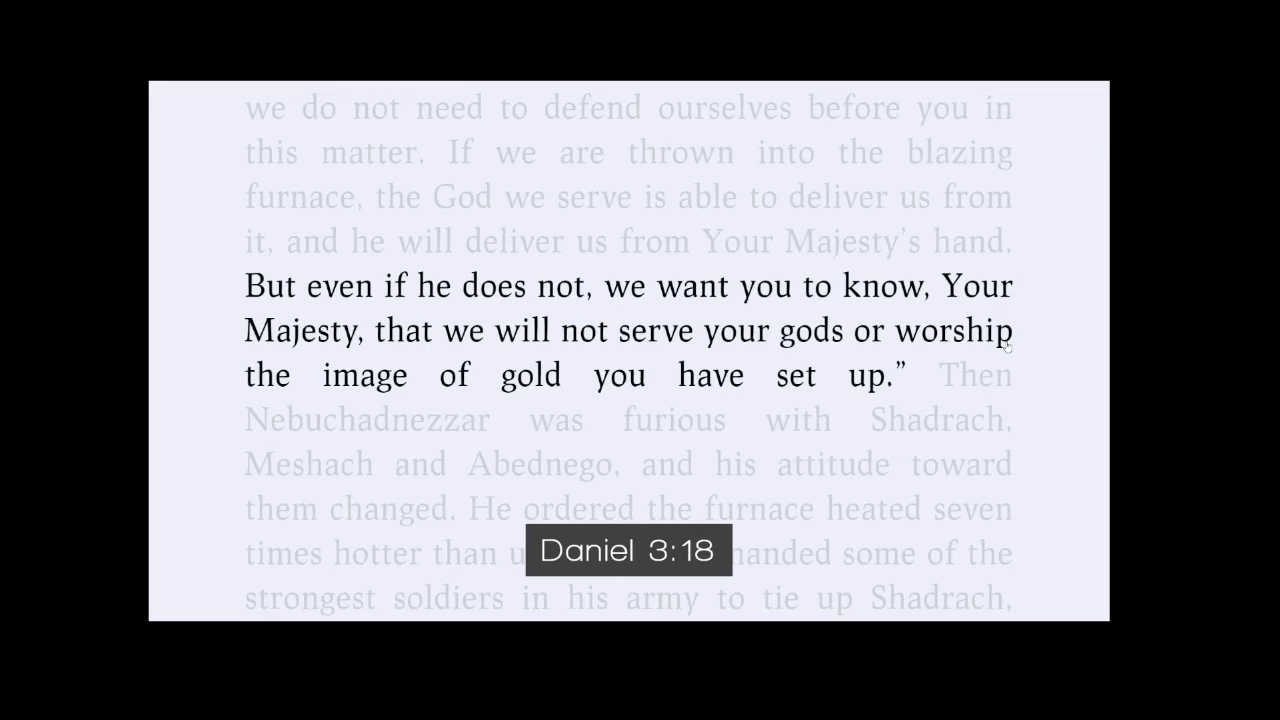 we do not need to defend ourselves before you in
this matter. If we are thrown into the blazing
furnace, the God we serve is able to deliver us from
it, and he will deliver us from Your Majesty’s hand.
But even if he does not, we want you to know, Your
Majesty, that we will not serve your gods or worship
the image of gold you have set up.” Then
Nebuchadnezzar was furious with Shadrach,
Meshach and Abednego, and his attitude toward
them changed. He ordered the furnace heated seven
times hotter than some of the
strongest soldiers in his army to tie up Shadrach,
Daniel 3:18